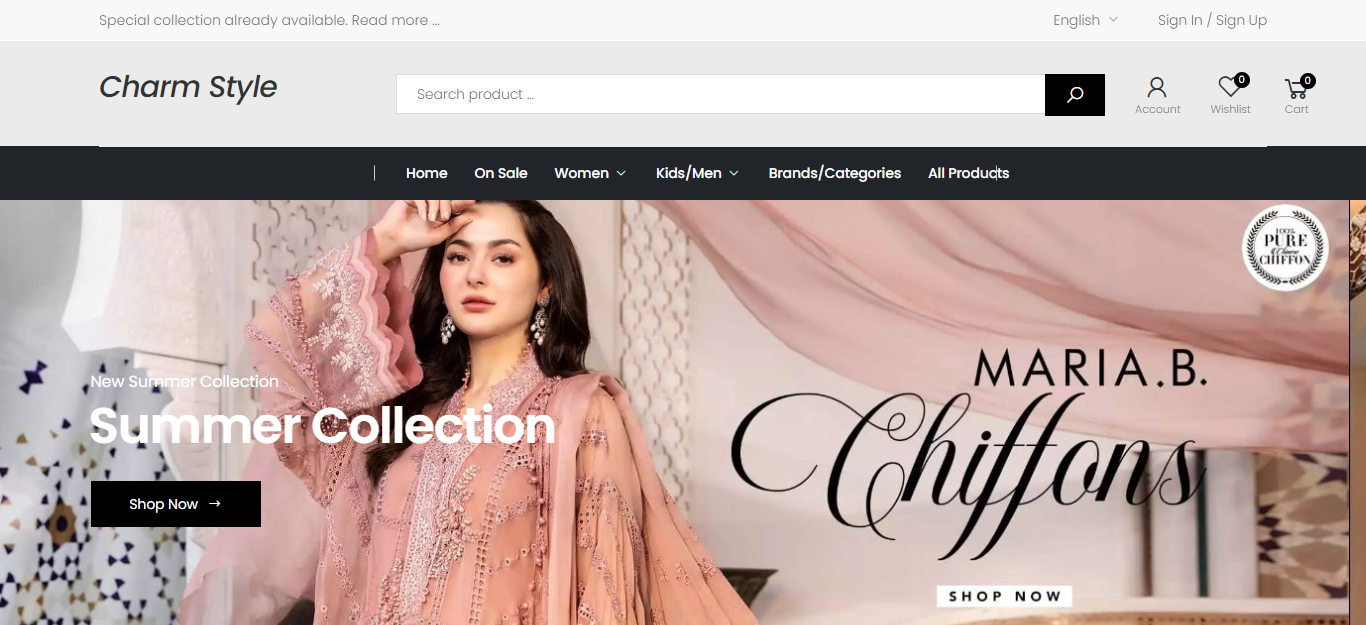 Special collection already available. Read more ...
English
Sign In / Sign Up
Charm Style
Search product ...
Account
0
Wishlist
0
Cart
Home
On Sale
Women
Kids/Men
Brands/Categories
All Products
100%
PURE
CHIFFON
MARIA.B.
Chiffons
New Summer Collection
Summer Collection
Shop Now →
SHOP NOW